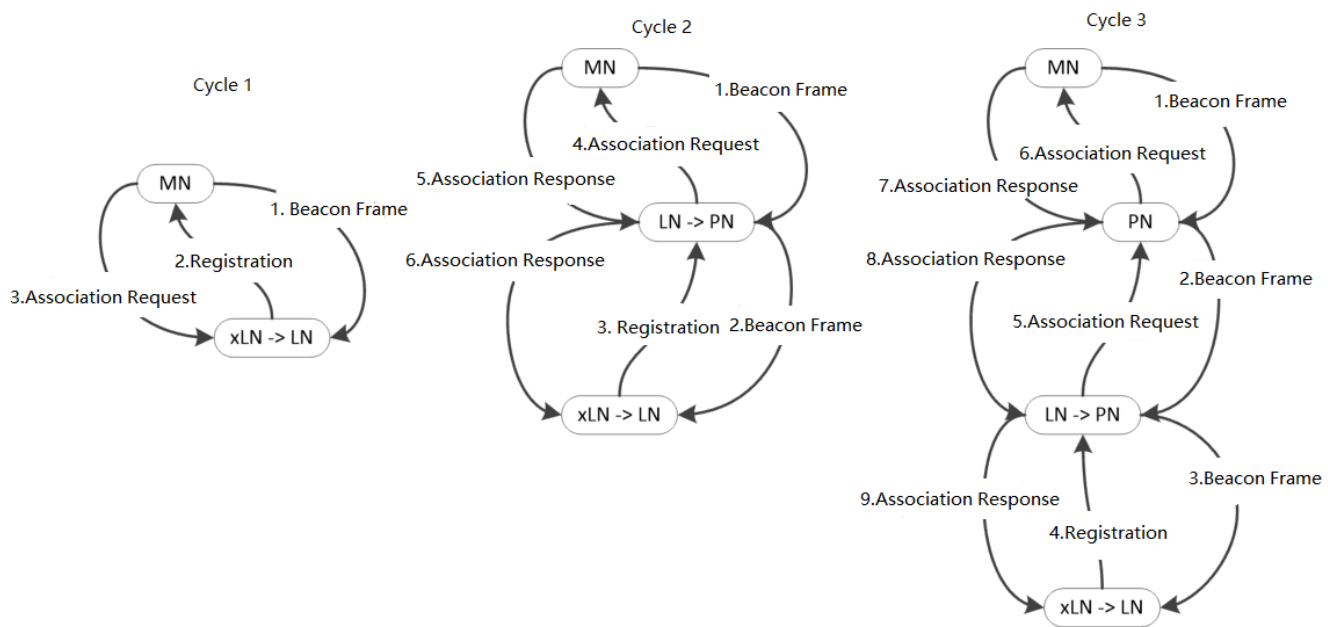 Cycle 1
MN
1. Beacon Frame
2.Registration
3.Association Request
xLN -> LN
Cycle 2
MN
1.Beacon Frame
4.Association Request
5.Association Response
LN -> PN
6.Association Response
3. Registration
2.Beacon Frame
xLN -> LN
Cycle 3
MN
1.Beacon Frame
6.Association Request
7.Association Response
PN
8.Association Response
2.Beacon Frame
5.Association Request
LN -> PN
3.Beacon Frame
9.Association Response
4.Registration
xLN -> LN